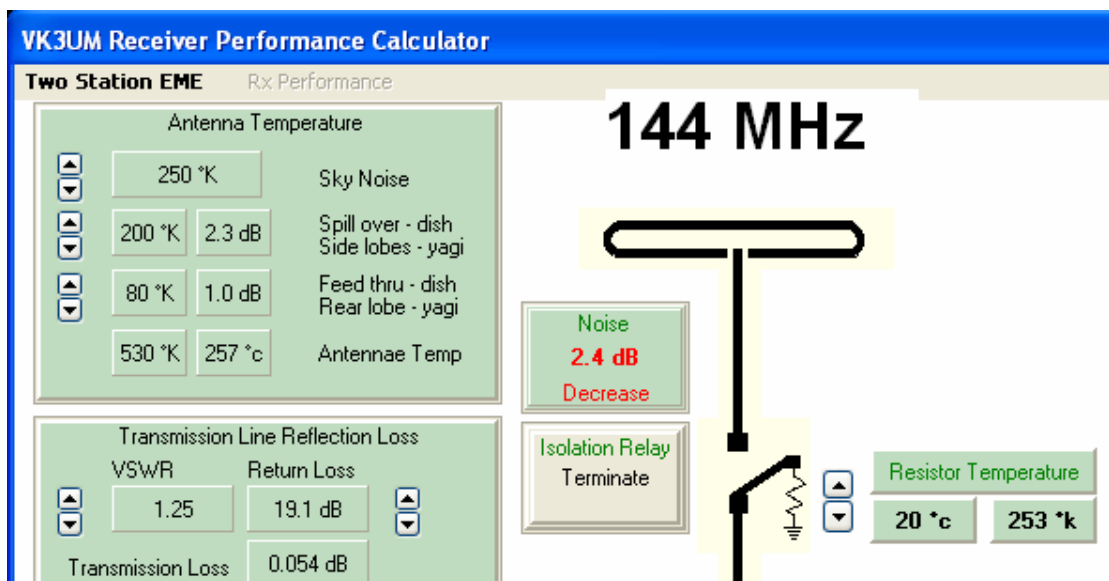 VK3UM Receiver Performance Calculator
Two Station EME Rx Performance
144 MHz
Antenna Temperature
250 °K Sky Noise
200 °K 2.3 dB Spill over - dish
Side lobes - yagi
80 °K 1.0 dB Feed thru - dish
Rear lobe - yagi
530 °K 257 °c Antennae Temp
Noise
2.4 dB
Decrease
Transmission Line Reflection Loss
VSWR Return Loss
1.25 19.1 dB
Transmission Loss 0.054 dB
Isolation Relay
Terminate
Resistor Temperature
20 °c 253 °k